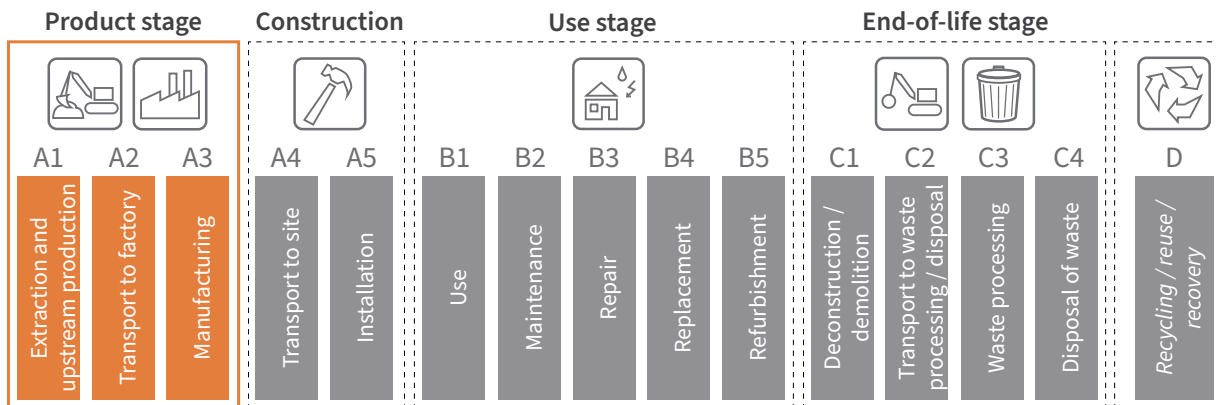 Product stage
Construction
Use stage
End-of-life stage
A1
A2
A3
A4
A5
B1
B2
B3
B4
B5
C1
C2
C3
C4
D
Extraction and
upstream production
Transport to factory
Manufacturing
Transport to site
Installation
Use
Maintenance
Repair
Replacement
Refurbishment
Deconstruction /
demolition
Transport to waste
processing / disposal
Waste processing
Disposal of waste
Recycling / reuse /
recovery